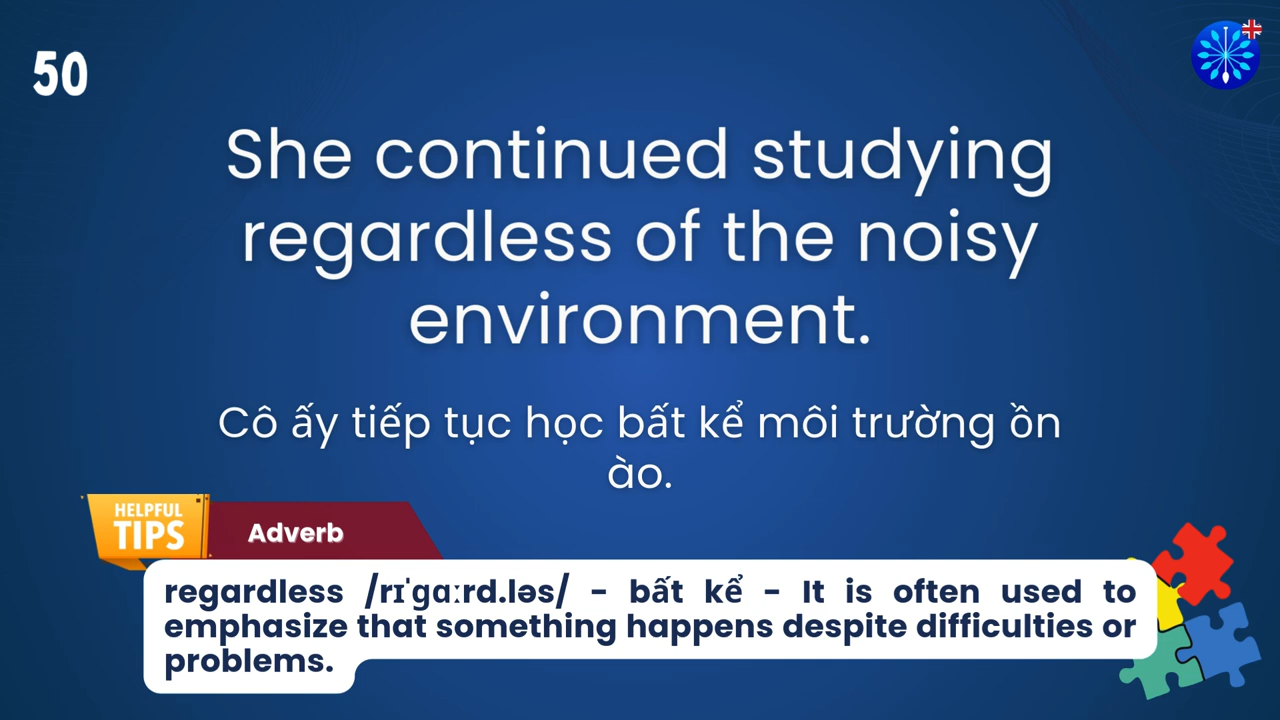 50
She continued studying
regardless of the noisy
environment.
Cô ấy tiếp tục học bất kể môi trường ồn
ào.
HELPFUL
TIPS
Adverb
regardless /rɪˈɡɑːrd.ləs/ - bất kể - It is often used to
emphasize that something happens despite difficulties or
problems.